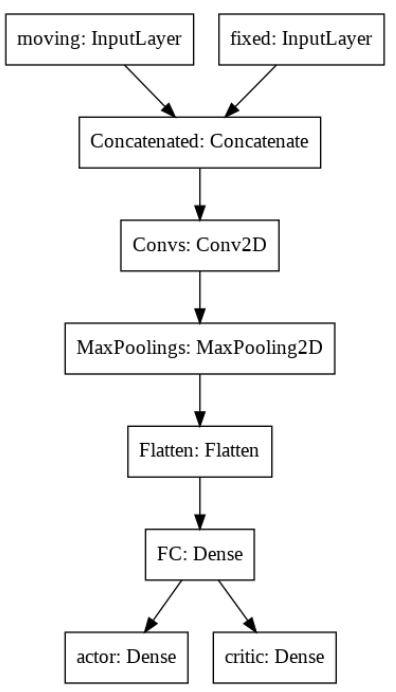 moving: InputLayer
fixed: InputLayer
Concatenated: Concatenate
Convs: Conv2D
MaxPoolings: MaxPooling2D
Flatten: Flatten
FC: Dense
actor: Dense
critic: Dense